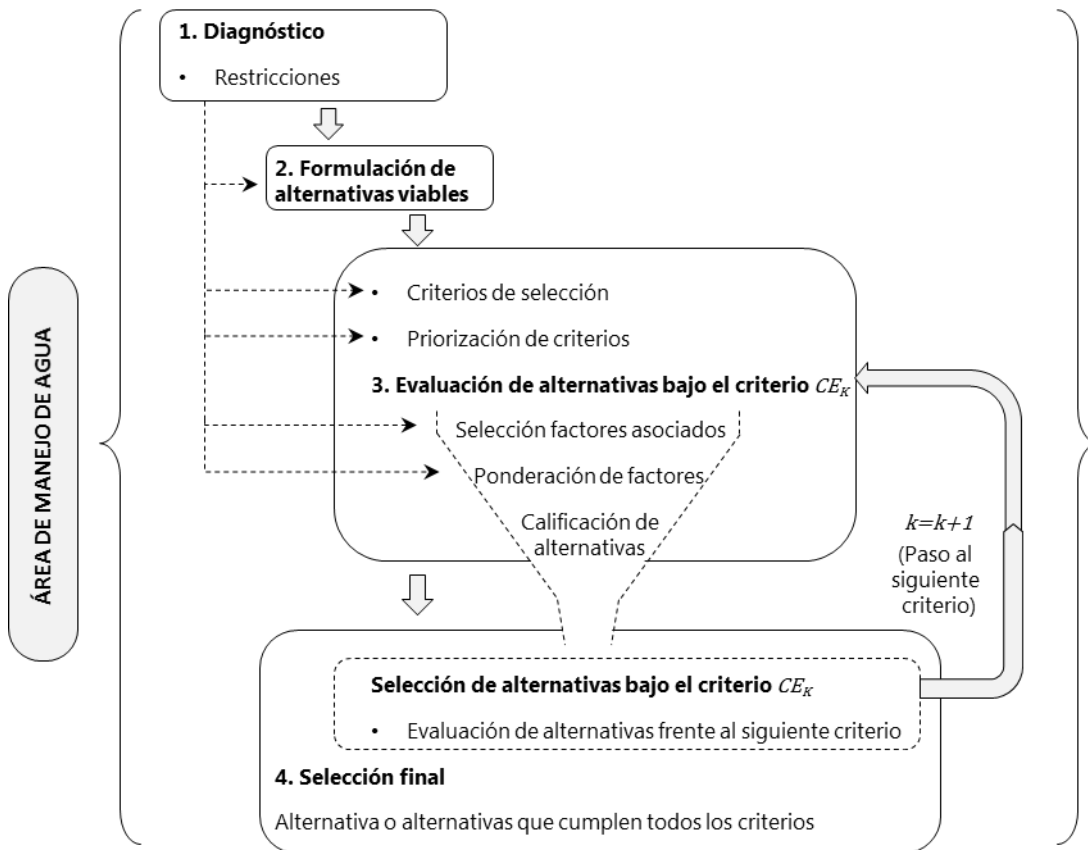 1. Diagnóstico
• Restricciones
2. Formulación de
alternativas viables
ÁREA DE MANEJO DE AGUA
• Criterios de selección
• Priorización de criterios
3. Evaluación de alternativas bajo el criterio CE_K
Selección factores asociados
Ponderación de factores
Calificación de
alternativas
k=k+1
(Paso al
siguiente
criterio)
Selección de alternativas bajo el criterio CE_K
• Evaluación de alternativas frente al siguiente criterio
4. Selección final
Alternativa o alternativas que cumplen todos los criterios